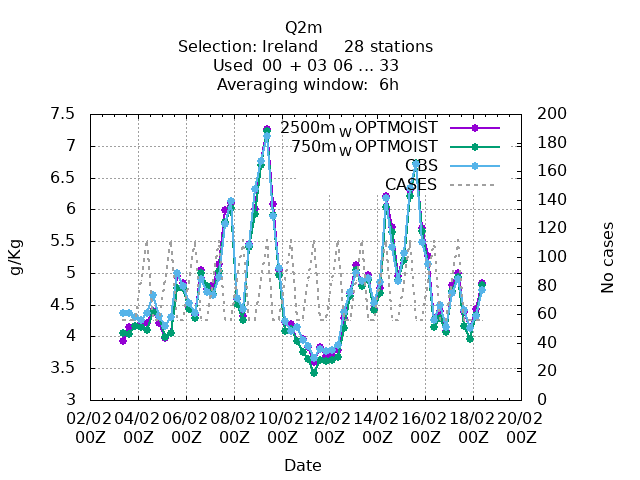 Q2m
Selection: Ireland 28 stations
Used 00 + 03 06 ... 33
Averaging window: 6h
7.5
7
6.5
6
5.5
5
4.5
4
3.5
3
g/Kg
2500m W OPTMOIST
750m W OPTMOIST
OBS
CASES
200
180
160
140
120
100
80
60
40
20
0
No cases
02/02 04/02 06/02 08/02 10/02 12/02 14/02 16/02 18/02 20/02
00Z 00Z 00Z 00Z 00Z 00Z 00Z 00Z 00Z 00Z
Date